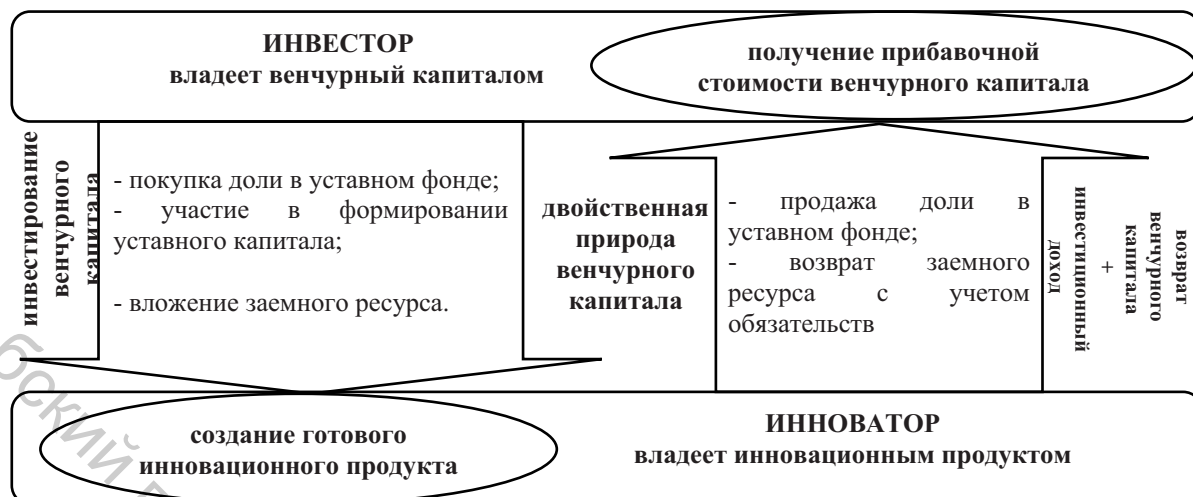 ИНВЕСТОР
владеет венчурный капиталом
получение прибавочной
стоимости венчурного капитала
инвестирование
венчурного
капитала
- покупка доли в уставном фонде;
- участие в формировании
уставного капитала;
- вложение заемного ресурса.
двойственная
природа
венчурного
капитала
- продажа доли в
уставном фонде;
- возврат заемного
ресурса с учетом
обязательств
возврат
венчурного
капитала
+
инвестиционный
доход
создание готового
инновационного продукта
ИННОВАТОР
владеет инновационным продуктом